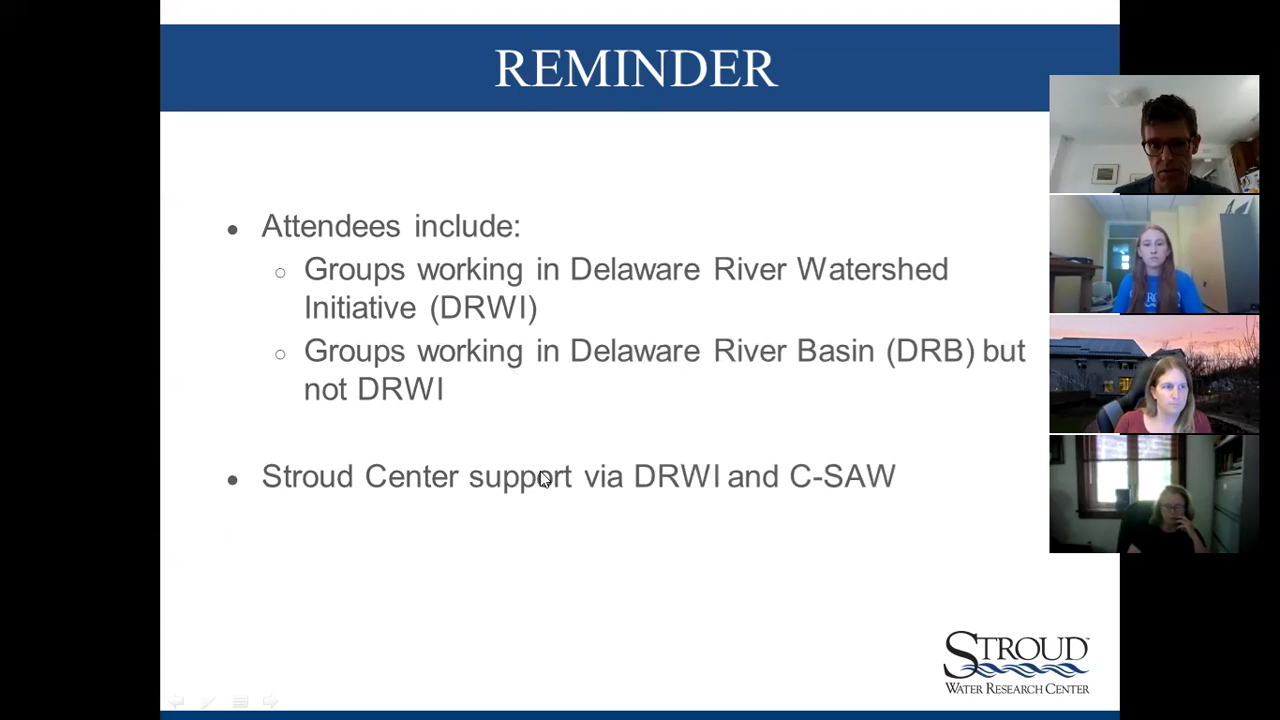 REMINDER
● Attendees include:
○ Groups working in Delaware River Watershed
Initiative (DRWI)
○ Groups working in Delaware River Basin (DRB) but
not DRWI
● Stroud Center support via DRWI and C-SAW
STROUD™
WATER RESEARCH CENTER